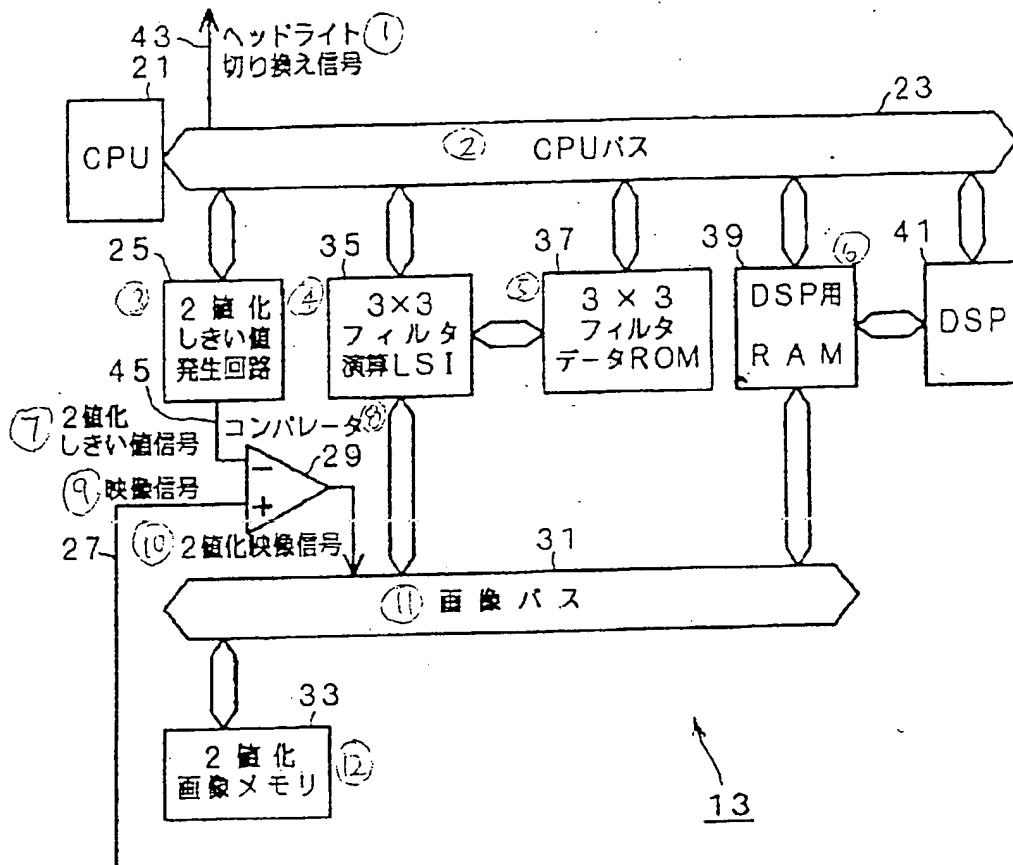 43 ヘッドライト ①
21 切り換え信号
23
CPU
② CPUバス
25
35
37
39 ⑥
41
③ 2値化
しきい値
発生回路
④ 3×3
フィルタ
演算LSI
⑤ 3×3
フィルタ
データROM
DSP用
RAM
DSP
45
⑦ 2値化
しきい値信号
コンパレータ ⑧
29
−
+
⑨ 映像信号
27
⑩ 2値化映像信号
31
⑪ 画像バス
33
2値化
画像メモリ ⑫
13